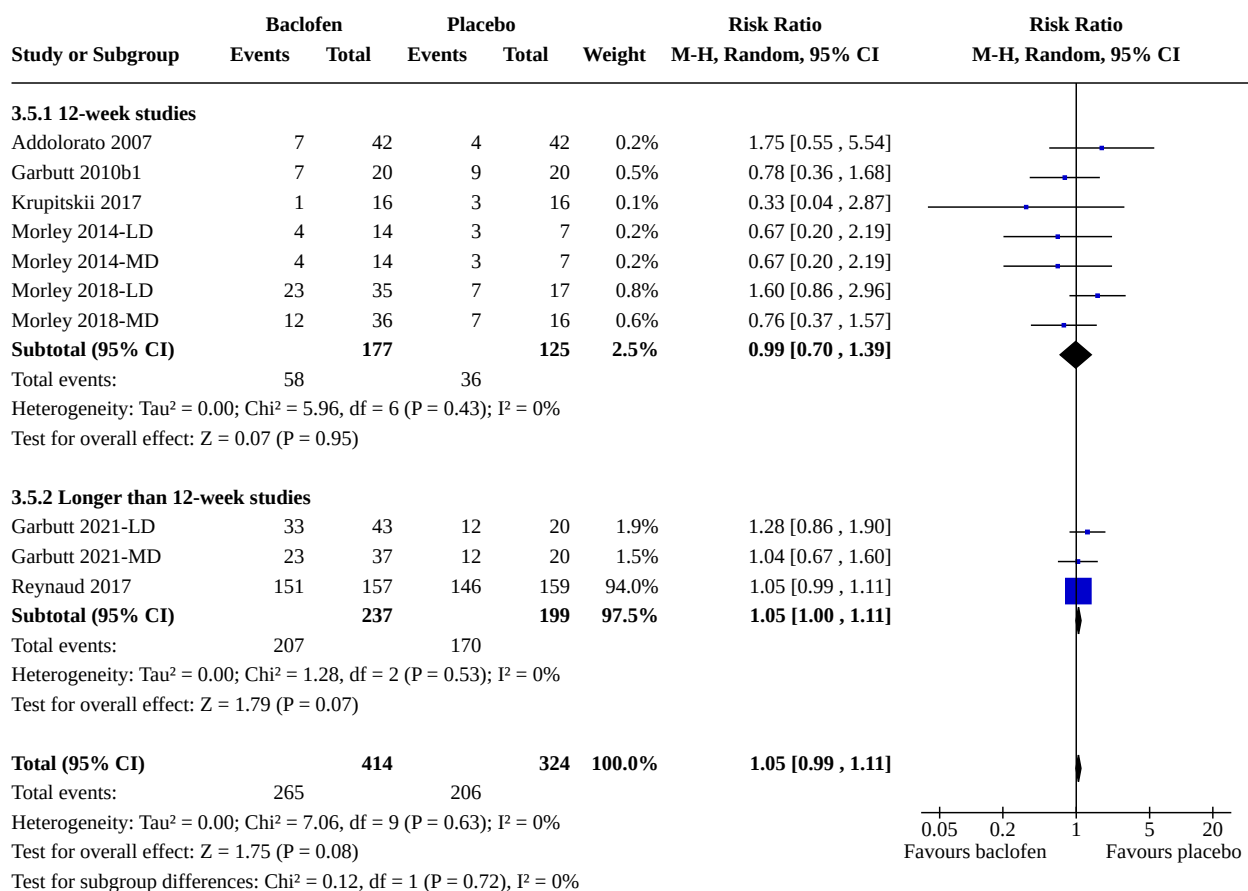 Baclofen Placebo Risk Ratio Risk Ratio
Study or Subgroup Events Total Events Total Weight M-H, Random, 95% CI M-H, Random, 95% CI
3.5.1 12-week studies
Addolorato 2007 7 42 4 42 0.2% 1.75 [0.55 , 5.54]
Garbutt 2010b1 7 20 9 20 0.5% 0.78 [0.36 , 1.68]
Krupitskii 2017 1 16 3 16 0.1% 0.33 [0.04 , 2.87]
Morley 2014-LD 4 14 3 7 0.2% 0.67 [0.20 , 2.19]
Morley 2014-MD 4 14 3 7 0.2% 0.67 [0.20 , 2.19]
Morley 2018-LD 23 35 7 17 0.8% 1.60 [0.86 , 2.96]
Morley 2018-MD 12 36 7 16 0.6% 0.76 [0.37 , 1.57]
Subtotal (95% CI) 177 125 2.5% 0.99 [0.70 , 1.39]
Total events: 58 36
Heterogeneity: Tau² = 0.00; Chi² = 5.96, df = 6 (P = 0.43); I² = 0%
Test for overall effect: Z = 0.07 (P = 0.95)
3.5.2 Longer than 12-week studies
Garbutt 2021-LD 33 43 12 20 1.9% 1.28 [0.86 , 1.90]
Garbutt 2021-MD 23 37 12 20 1.5% 1.04 [0.67 , 1.60]
Reynaud 2017 151 157 146 159 94.0% 1.05 [0.99 , 1.11]
Subtotal (95% CI) 237 199 97.5% 1.05 [1.00 , 1.11]
Total events: 207 170
Heterogeneity: Tau² = 0.00; Chi² = 1.28, df = 2 (P = 0.53); I² = 0%
Test for overall effect: Z = 1.79 (P = 0.07)
Total (95% CI) 414 324 100.0% 1.05 [0.99 , 1.11]
Total events: 265 206
Heterogeneity: Tau² = 0.00; Chi² = 7.06, df = 9 (P = 0.63); I² = 0%
Test for overall effect: Z = 1.75 (P = 0.08)
Test for subgroup differences: Chi² = 0.12, df = 1 (P = 0.72), I² = 0%
0.05 0.2 1 5 20
Favours baclofen Favours placebo